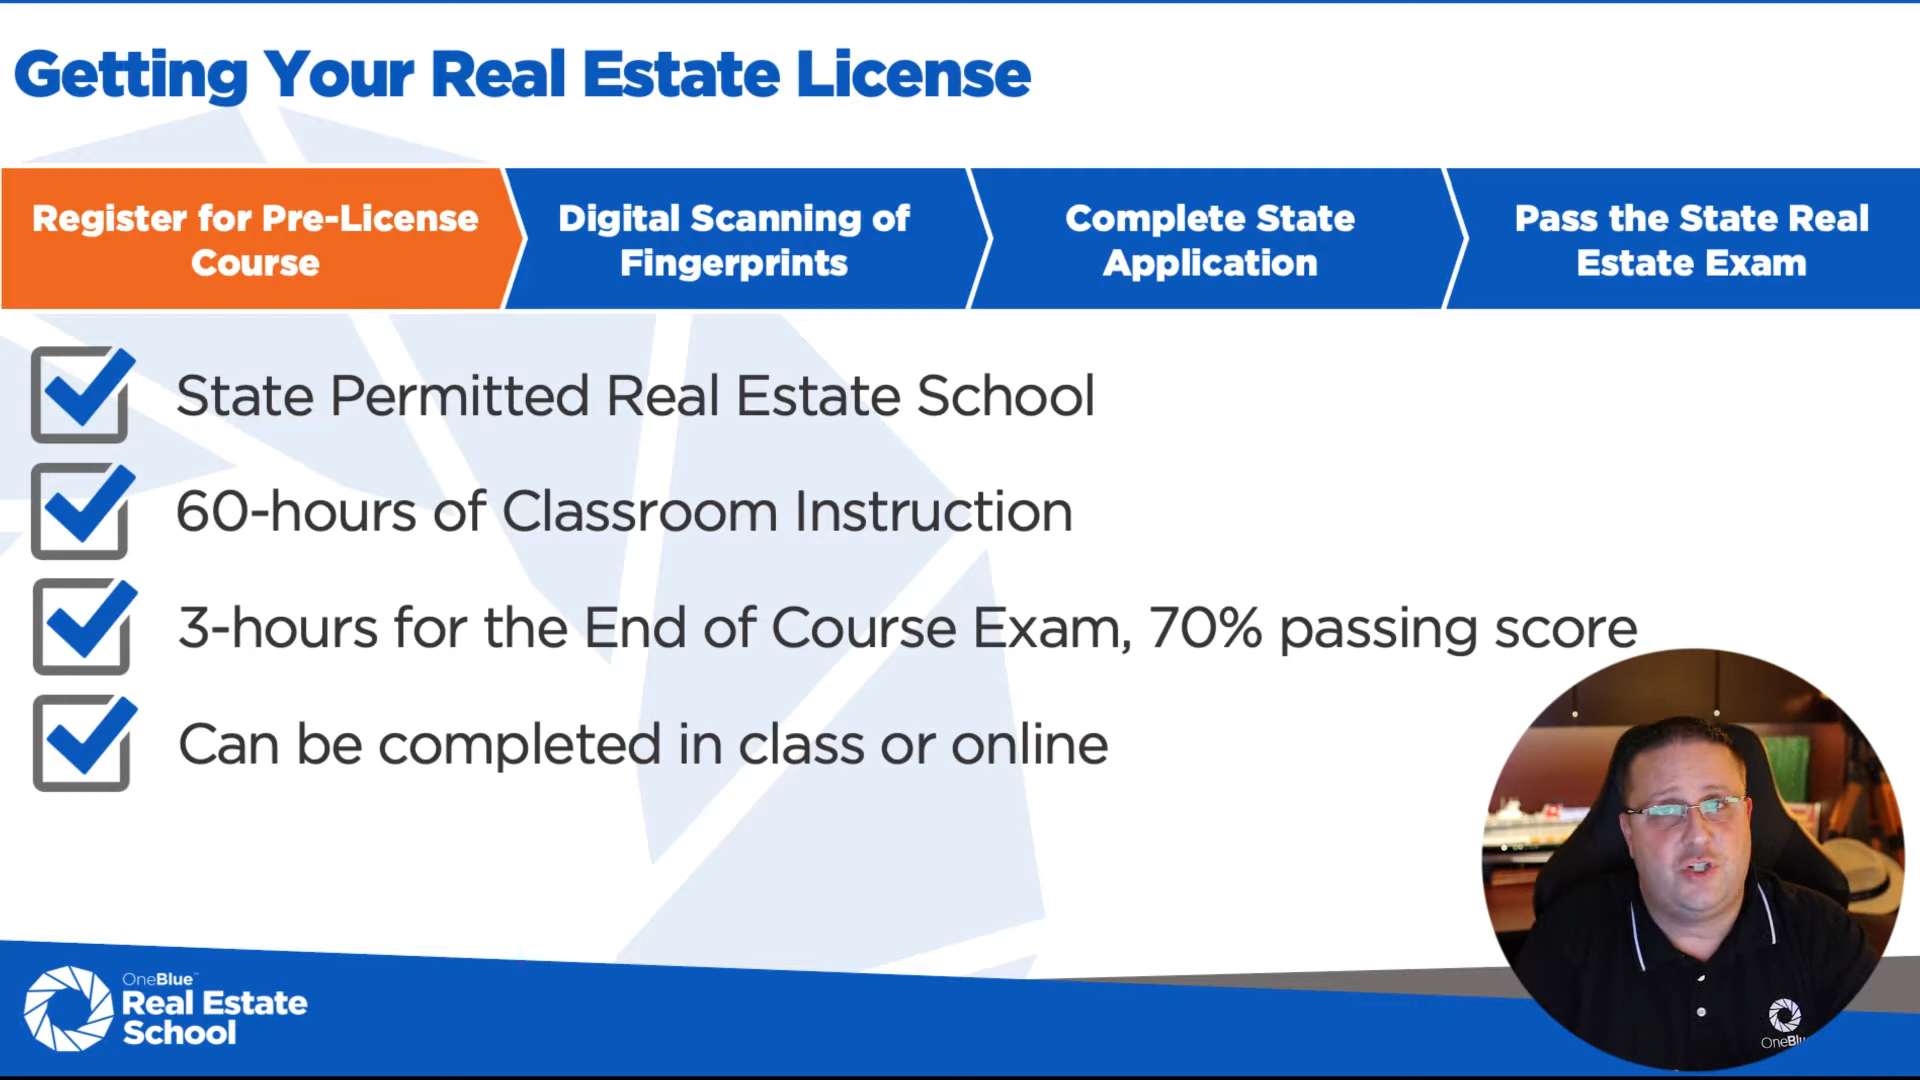 Getting Your Real Estate License
Register for Pre-License
Course
Digital Scanning of
Fingerprints
Complete State
Application
Pass the State Real
Estate Exam
State Permitted Real Estate School
60-hours of Classroom Instruction
3-hours for the End of Course Exam, 70% passing score
Can be completed in class or online
OneBlue™
Real Estate
School
OneBlu